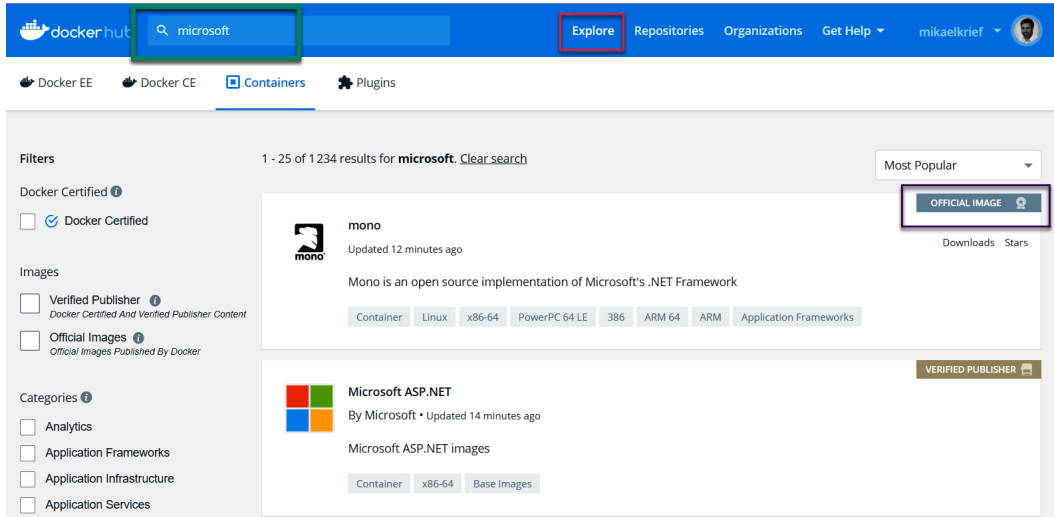 docker hub microsoft Explore Repositories Organizations Get Help mikaelkrief
Docker EE Docker CE Containers Plugins
Filters
1 - 25 of 1 234 results for microsoft. Clear search
Most Popular
Docker Certified
Docker Certified
Images
Verified Publisher
Docker Certified And Verified Publisher Content
Official Images
Official Images Published By Docker
Categories
Analytics
Application Frameworks
Application Infrastructure
Application Services
OFFICIAL IMAGE
mono
mono
Updated 12 minutes ago
Downloads Stars
Mono is an open source implementation of Microsoft's .NET Framework
Container Linux x86-64 PowerPC 64 LE 386 ARM 64 ARM Application Frameworks
VERIFIED PUBLISHER
Microsoft ASP.NET
By Microsoft • Updated 14 minutes ago
Microsoft ASP.NET images
Container x86-64 Base Images